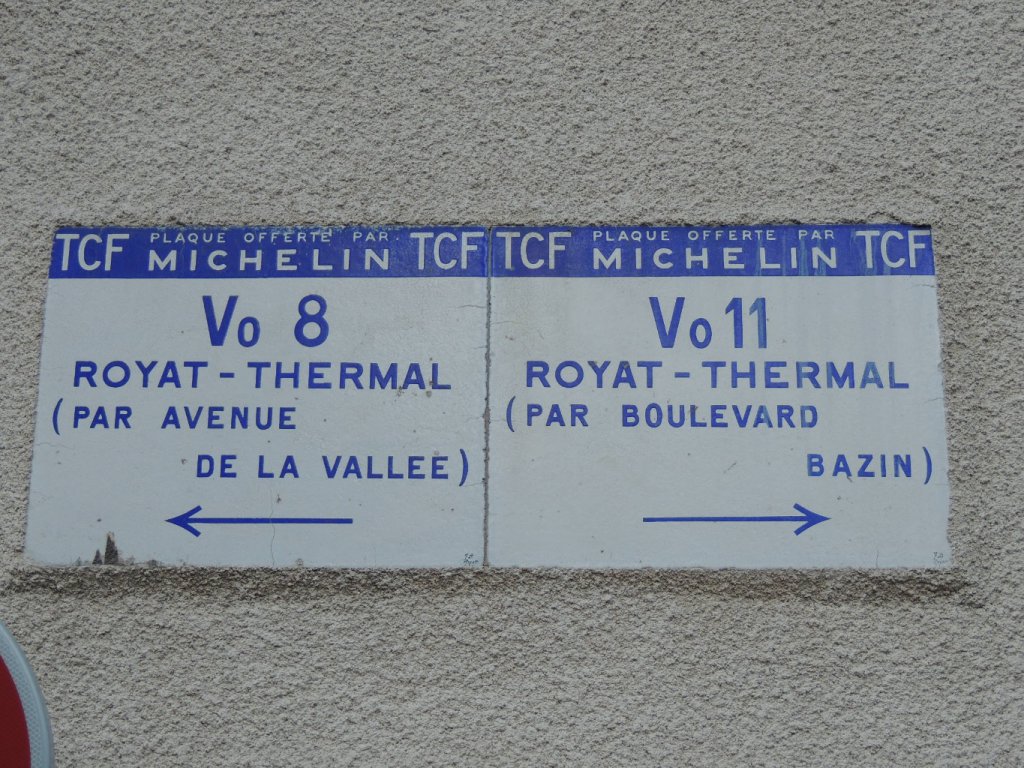 TCF PLAQUE OFFERTE PAR TCF
MICHELIN
Vo 8
ROYAT - THERMAL
(PAR AVENUE
DE LA VALLEE)
TCF PLAQUE OFFERTE PAR TCF
MICHELIN
Vo 11
ROYAT - THERMAL
(PAR BOULEVARD
BAZIN)